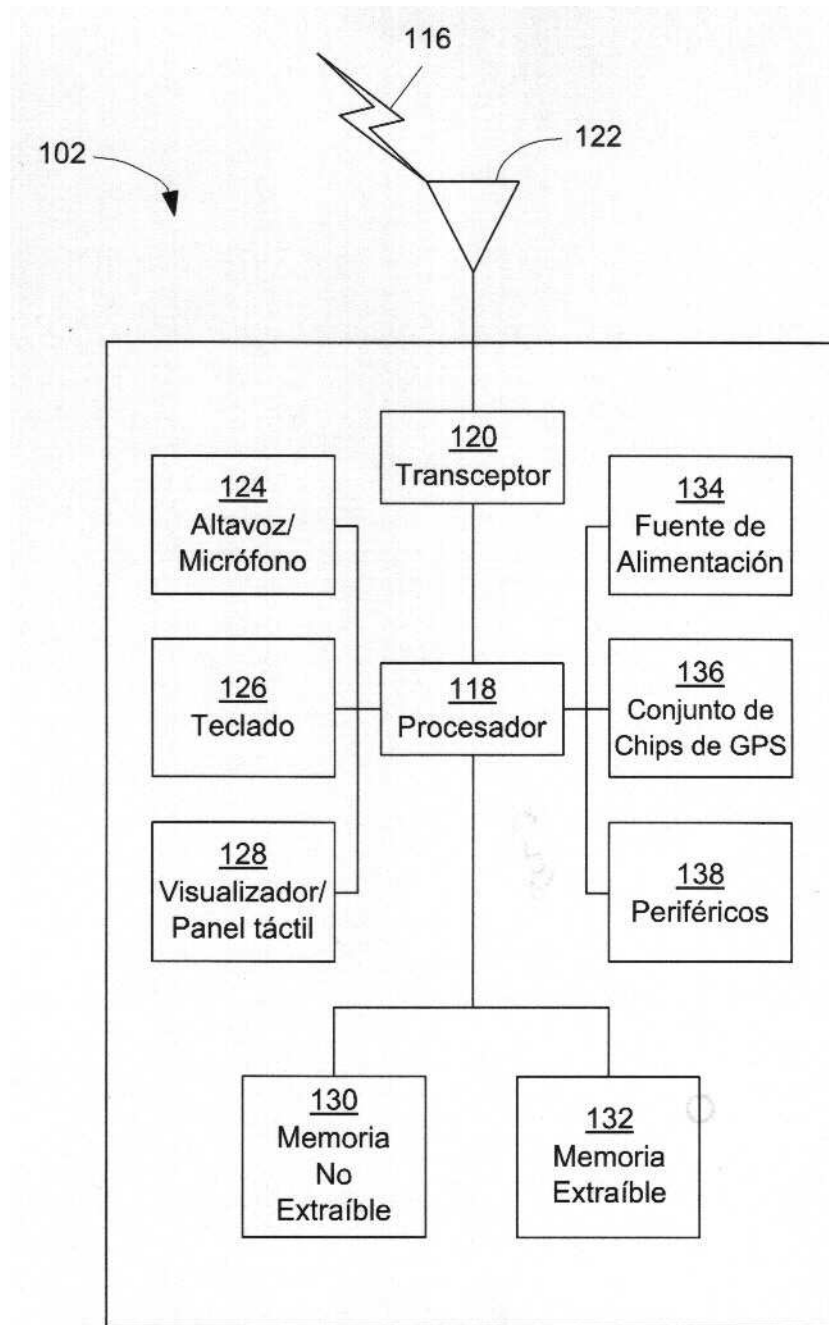 116
122
102
120
Transceptor
124
Altavoz/
Micrófono
134
Fuente de
Alimentación
126
Teclado
118
Procesador
136
Conjunto de
Chips de GPS
128
Visualizador/
Panel táctil
138
Periféricos
130
Memoria
No
Extraíble
132
Memoria
Extraíble